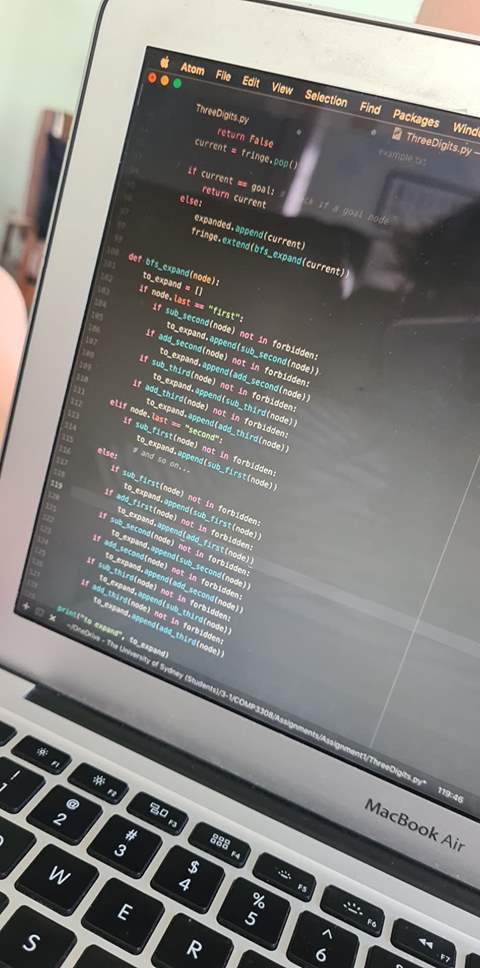 Atom File Edit View Selection Find Packages Wind
ThreeDigits.py —
ThreeDigits.py
example.txt
return False
current = fringe.pop()
if current == goal: # ck if a goal node
return current
else:
expanded.append(current)
fringe.extend(bfs_expand(current))
def bfs_expand(node):
to_expand = []
if node.last == "first":
if sub_second(node) not in forbidden:
to_expand.append(sub_second(node))
if add_second(node) not in forbidden:
to_expand.append(add_second(node))
if sub_third(node) not in forbidden:
to_expand.append(sub_third(node))
if add_third(node) not in forbidden:
to_expand.append(add_third(node))
elif node.last == "second":
if sub_first(node) not in forbidden:
to_expand.append(sub_first(node))
# and so on...
else:
if sub_first(node) not in forbidden:
to_expand.append(sub_first(node))
if add_first(node) not in forbidden:
to_expand.append(add_first(node))
if sub_second(node) not in forbidden:
to_expand.append(sub_second(node))
if add_second(node) not in forbidden:
to_expand.append(add_second(node))
if sub_third(node) not in forbidden:
to_expand.append(sub_third(node))
if add_third(node) not in forbidden:
to_expand.append(add_third(node))
print("to expand", to_expand)
~/OneDrive - The University of Sydney (Students)/3-1/COMP3308/Assignments/Assignment1/ThreeDigits.py* 119:46
MacBook Air
F1 F2 F3 F4 F5 F6 F7
! 1 @ 2 # 3 $ 4 % 5 ^ 6
W E R
S